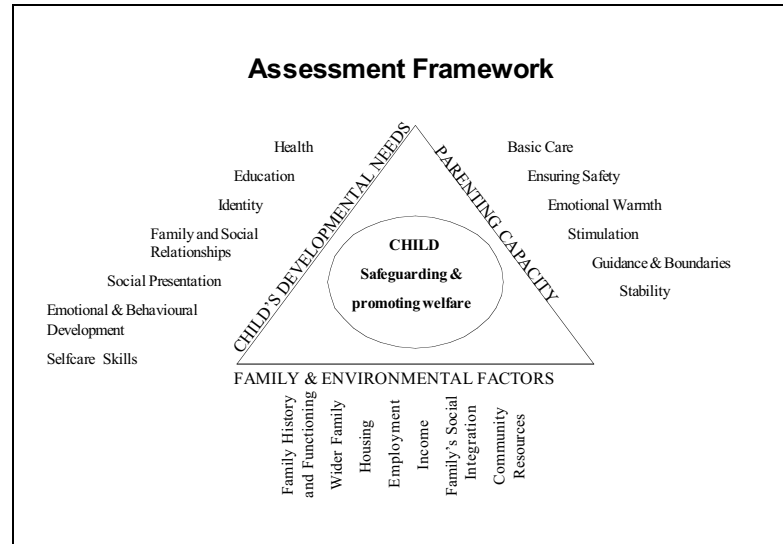 Assessment Framework
Health
Education
Identity
Family and Social
Relationships
Social Presentation
Emotional & Behavioural
Development
Selfcare Skills
CHILD'S DEVELOPMENTAL NEEDS
CHILD
Safeguarding &
promoting welfare
PARENTING CAPACITY
Basic Care
Ensuring Safety
Emotional Warmth
Stimulation
Guidance & Boundaries
Stability
FAMILY & ENVIRONMENTAL FACTORS
Family History
and Functioning
Wider Family
Housing
Employment
Income
Family's Social
Integration
Community
Resources